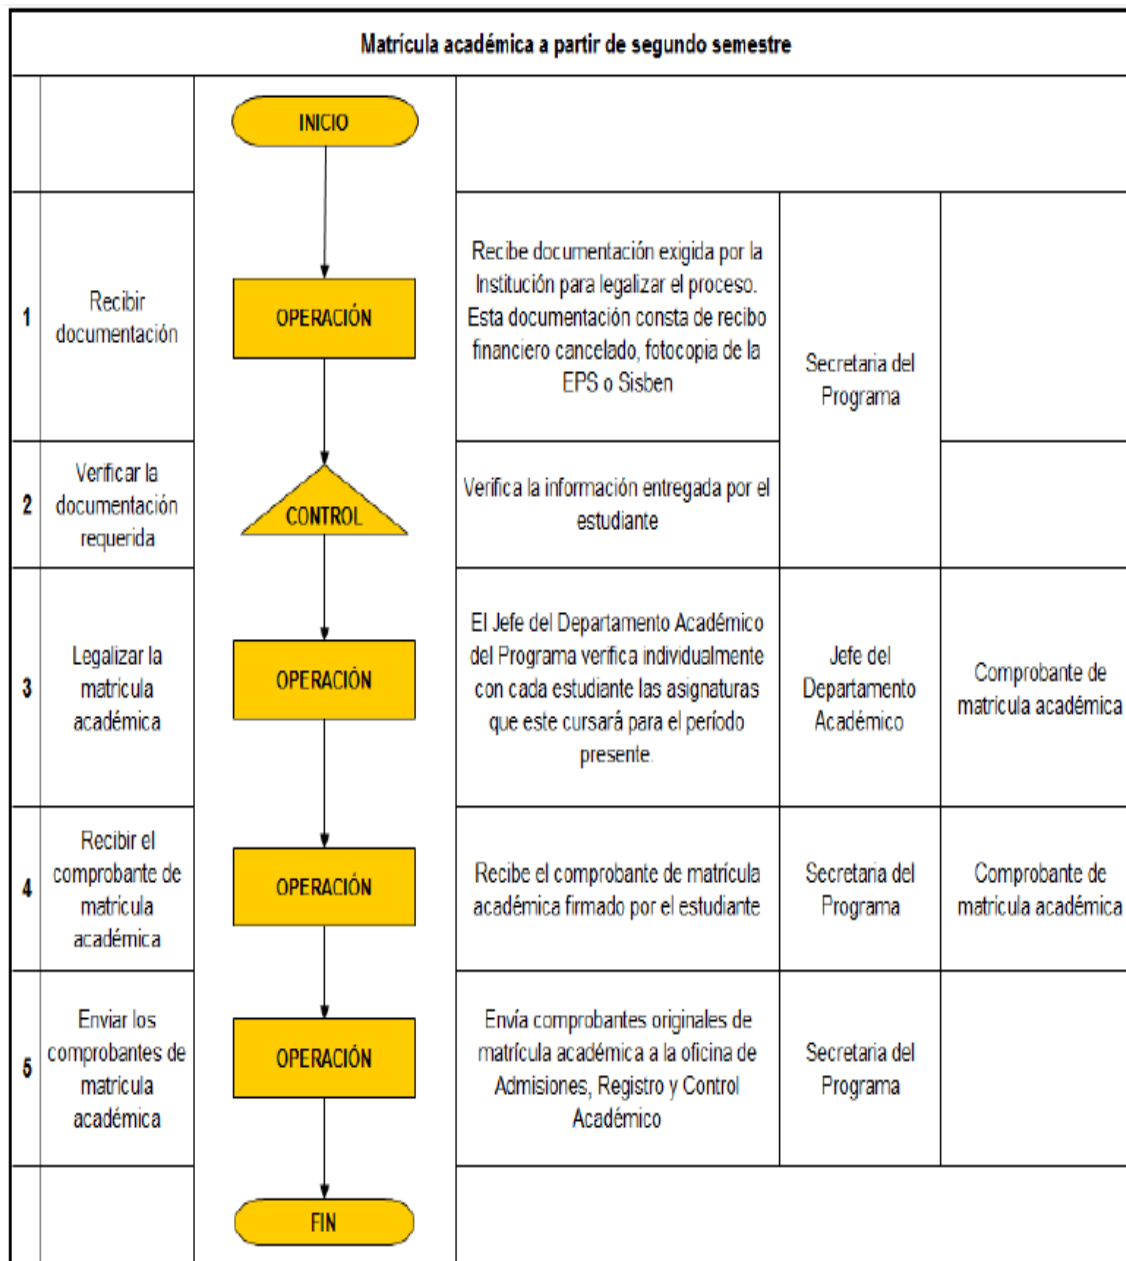 Matrícula académica a partir de segundo semestre
INICIO
1
Recibir
documentación
OPERACIÓN
Recibe documentación exigida por la
Institución para legalizar el proceso.
Esta documentación consta de recibo
financiero cancelado, fotocopia de la
EPS o Sisben
Secretaria del
Programa
2
Verificar la
documentación
requerida
CONTROL
Verifica la información entregada por el
estudiante
3
Legalizar la
matricula
académica
OPERACIÓN
El Jefe del Departamento Académico
del Programa verifica individualmente
con cada estudiante las asignaturas
que este cursará para el período
presente.
Jefe del
Departamento
Académico
Comprobante de
matrícula académica
4
Recibir el
comprobante de
matrícula
académica
OPERACIÓN
Recibe el comprobante de matrícula
académica firmado por el estudiante
Secretaria del
Programa
Comprobante de
matrícula académica
5
Enviar los
comprobantes de
matrícula
académica
OPERACIÓN
Envía comprobantes originales de
matrícula académica a la oficina de
Admisiones, Registro y Control
Académico
Secretaria del
Programa
FIN